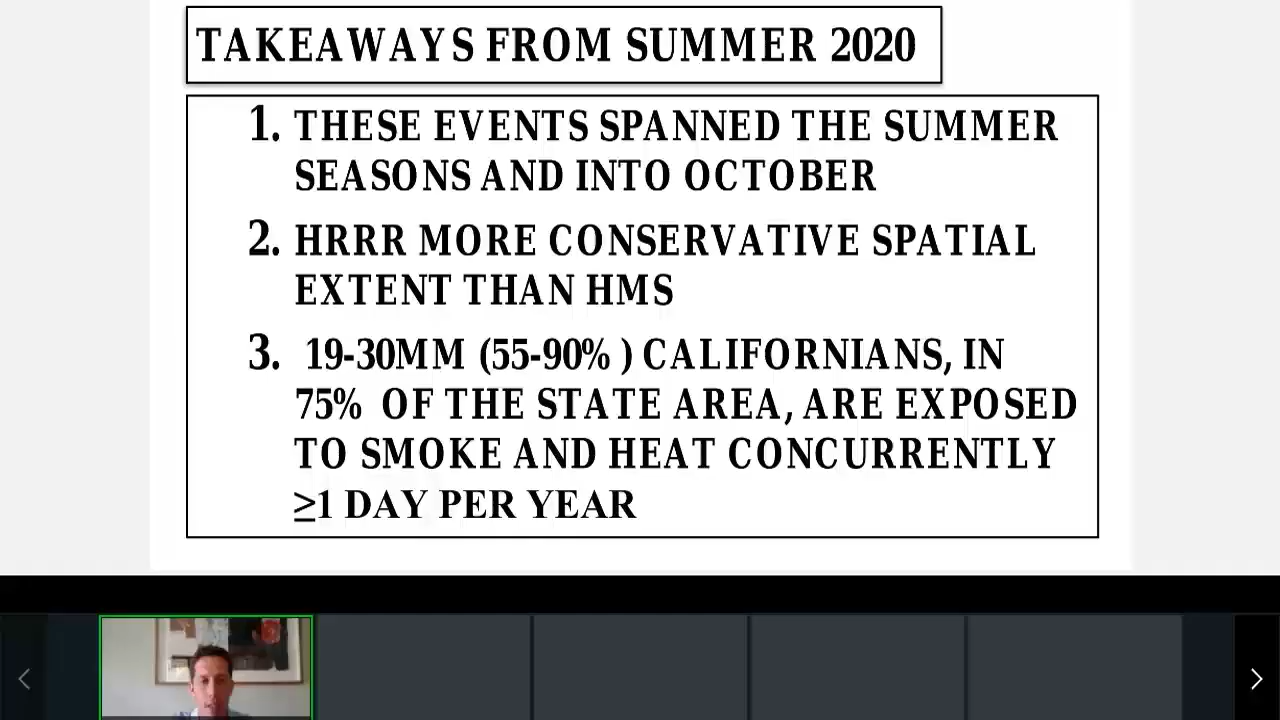 TAKEAWAYS FROM SUMMER 2020
1. THESE EVENTS SPANNED THE SUMMER
SEASONS AND INTO OCTOBER
2. HRRR MORE CONSERVATIVE SPATIAL
EXTENT THAN HMS
3. 19-30MM (55-90% ) CALIFORNIANS, IN
75% OF THE STATE AREA, ARE EXPOSED
TO SMOKE AND HEAT CONCURRENTLY
≥1 DAY PER YEAR